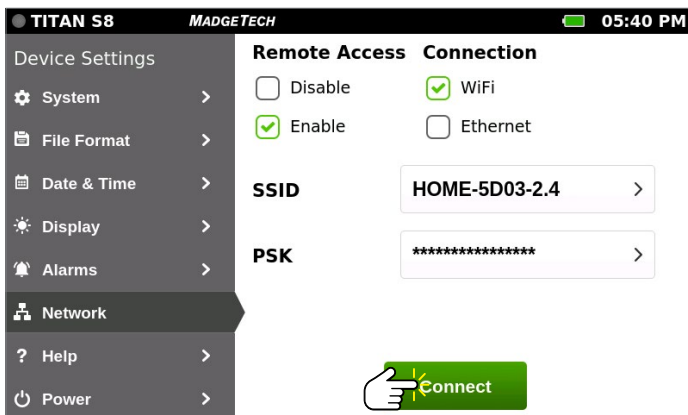 TITAN S8 MADGETECH 05:40 PM
Device Settings
System
File Format
Date & Time
Display
Alarms
Network
? Help
Power
Remote Access Connection
Disable WiFi
Enable Ethernet
SSID HOME-5D03-2.4
PSK ****************
Connect